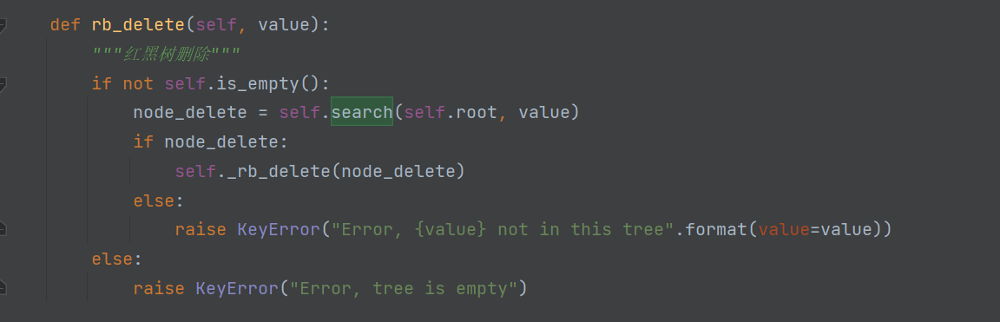 def rb_delete(self, value):
"""红黑树删除"""
if not self.is_empty():
node_delete = self.search(self.root, value)
if node_delete:
self._rb_delete(node_delete)
else:
raise KeyError("Error, {value} not in this tree".format(value=value))
else:
raise KeyError("Error, tree is empty")